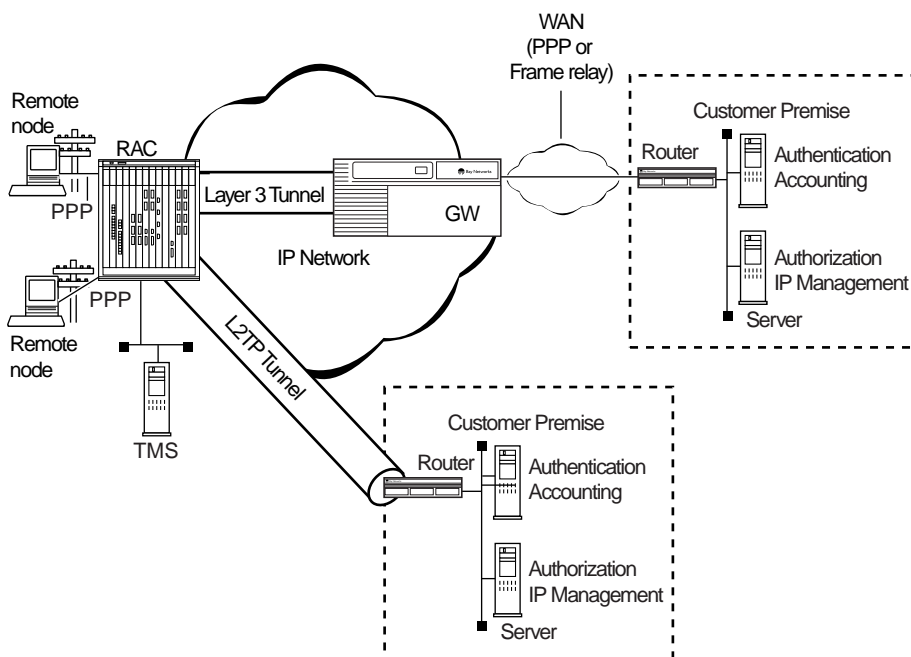 WAN
(PPP or
Frame relay)
Remote
node
RAC
PPP
Layer 3 Tunnel
Bay Networks
GW
IP Network
Customer Premise
Router
Authentication
Accounting
Authorization
IP Management
Server
PPP
Remote
node
TMS
L2TP Tunnel
Customer Premise
Router
Authentication
Accounting
Authorization
IP Management
Server